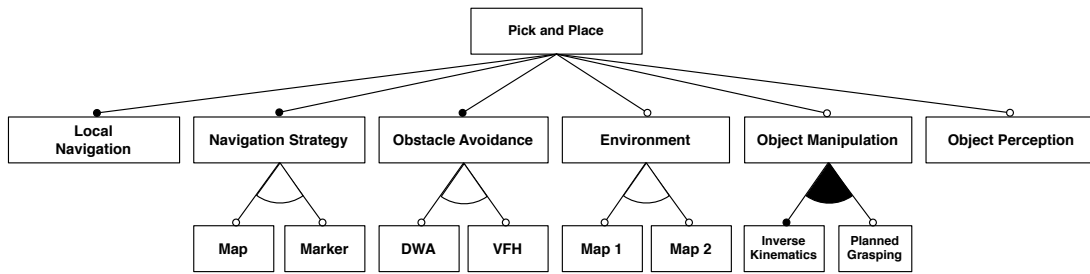 Pick and Place
Local
Navigation
Navigation Strategy
Obstacle Avoidance
Environment
Object Manipulation
Object Perception
Map
Marker
DWA
VFH
Map 1
Map 2
Inverse
Kinematics
Planned
Grasping